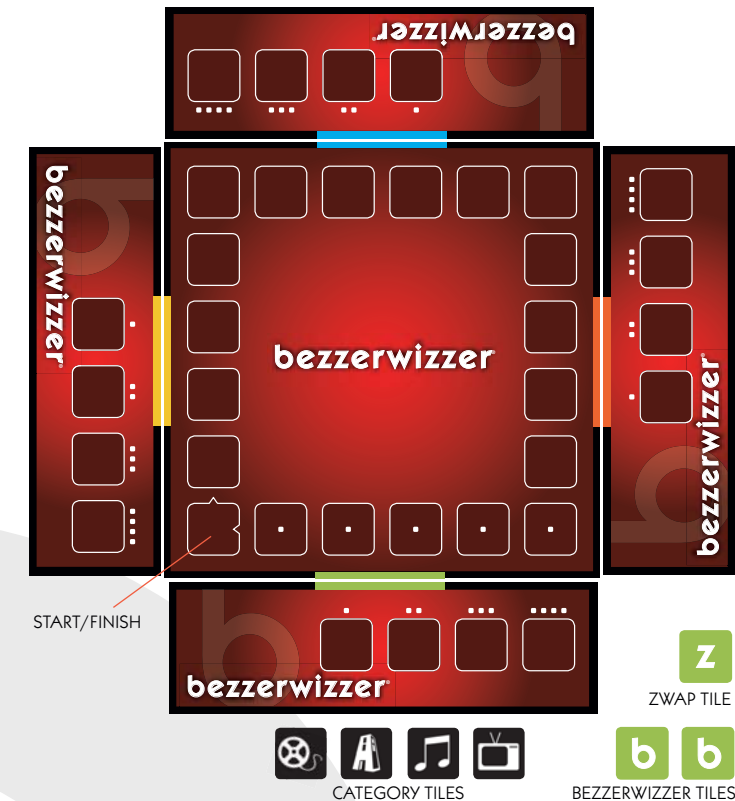 bezzerwizzer
bezzerwizzer
bezzerwizzer
bezzerwizzer
START/FINISH
bezzerwizzer
z
ZWAP TILE
b b
CATEGORY TILES
BEZZERWIZZER TILES